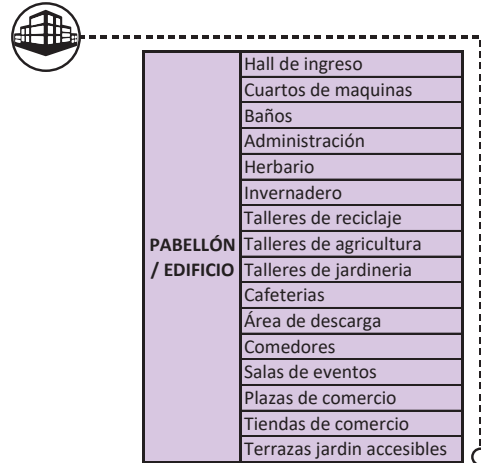 Hall de ingreso
Cuartos de maquinas
Baños
Administración
Herbario
Invernadero
Talleres de reciclaje
PABELLÓN
/ EDIFICIO
Talleres de agricultura
Talleres de jardineria
Cafeterias
Área de descarga
Comedores
Salas de eventos
Plazas de comercio
Tiendas de comercio
Terrazas jardin accesibles